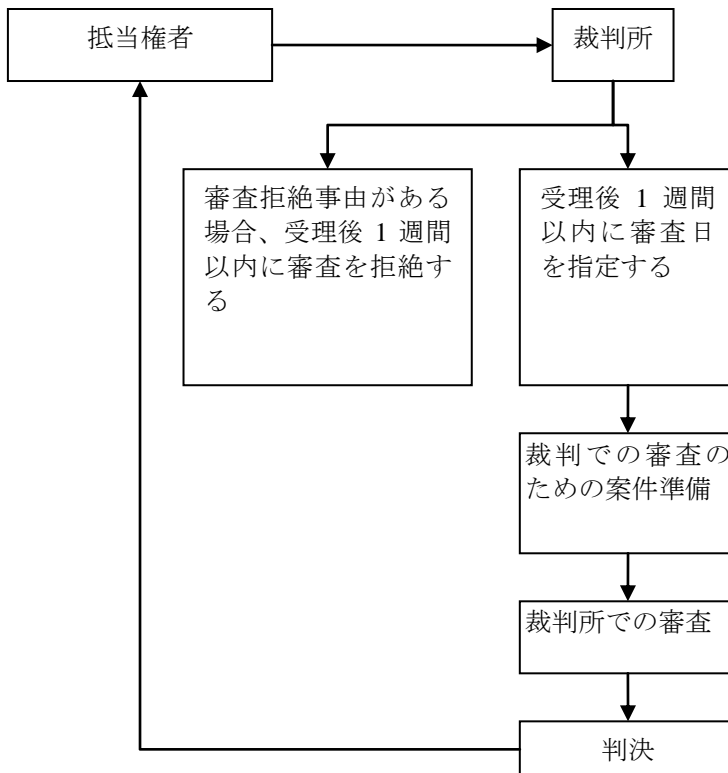 抵当権者
裁判所
審査拒絶事由がある
場合、受理後 1 週間
以内に審査を拒絶す
る
受理後 1 週間
以内に審査日
を指定する
裁判での審査の
ための案件準備
裁判所での審査
判決